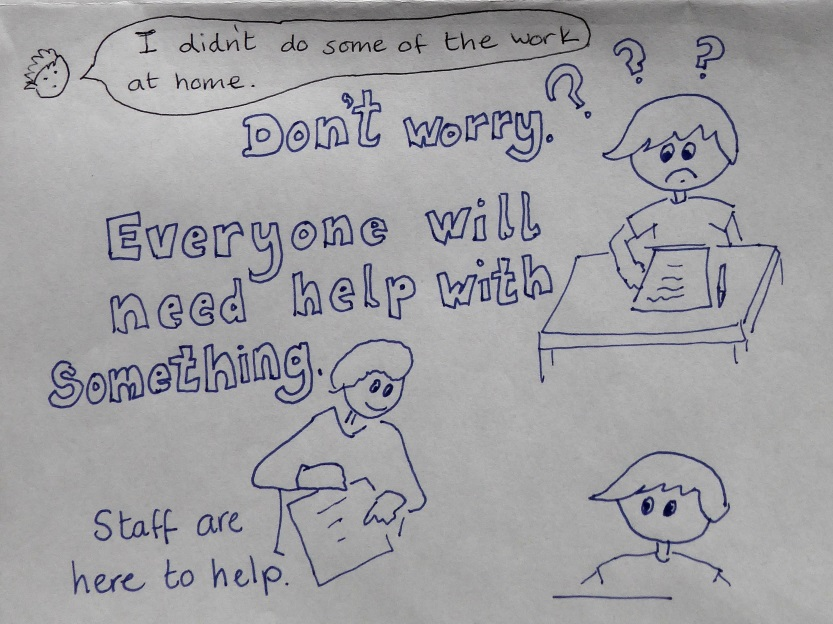 I didn't do some of the work
at home.
? ? ?
Don't worry.
Everyone will
need help with
Something.
Staff are
here to help.